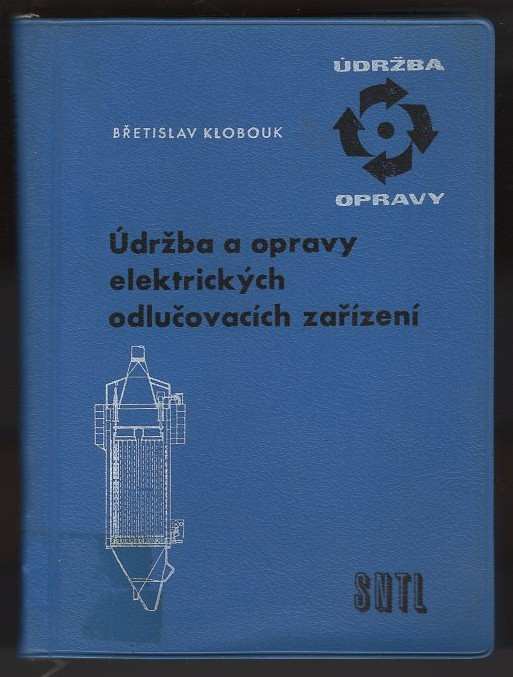 ÚDRŽBA
BŘETISLAV KLOBOUK
OPRAVY
Údržba a opravy
elektrických
odlučovacích zařízení
SNTL